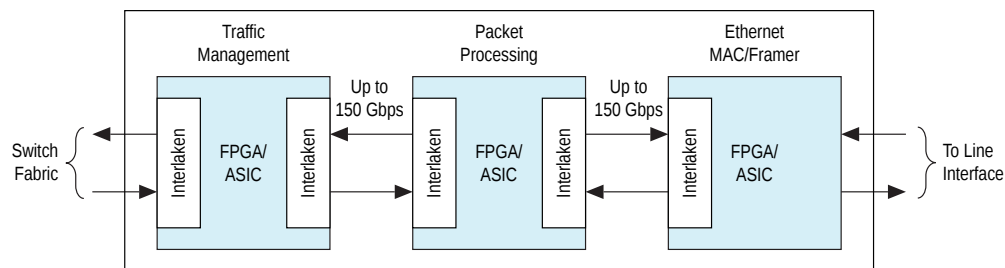 Traffic
Management
Packet
Processing
Ethernet
MAC/Framer
Up to
150 Gbps
Up to
150 Gbps
Switch
Fabric
Interlaken
FPGA/
ASIC
Interlaken
Interlaken
FPGA/
ASIC
Interlaken
Interlaken
FPGA/
ASIC
To Line
Interface